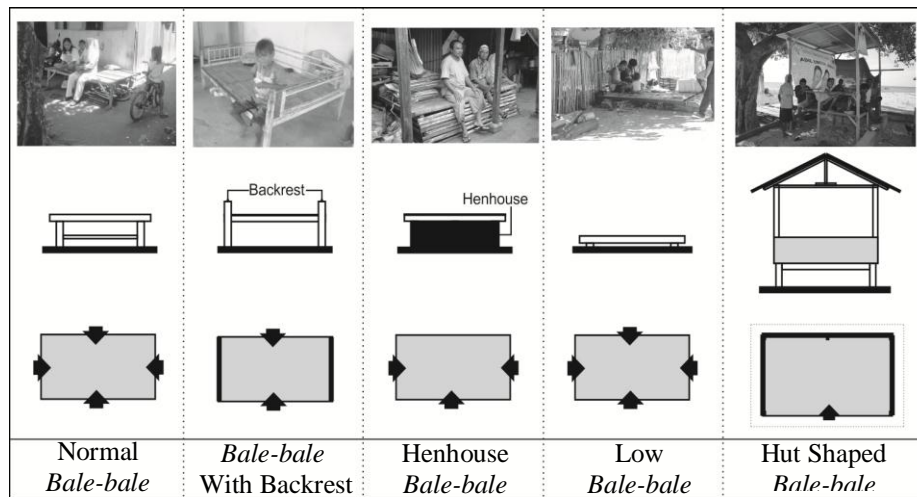 Backrest
Henhouse
Normal
Bale-bale
Bale-bale
With Backrest
Henhouse
Bale-bale
Low
Bale-bale
Hut Shaped
Bale-bale